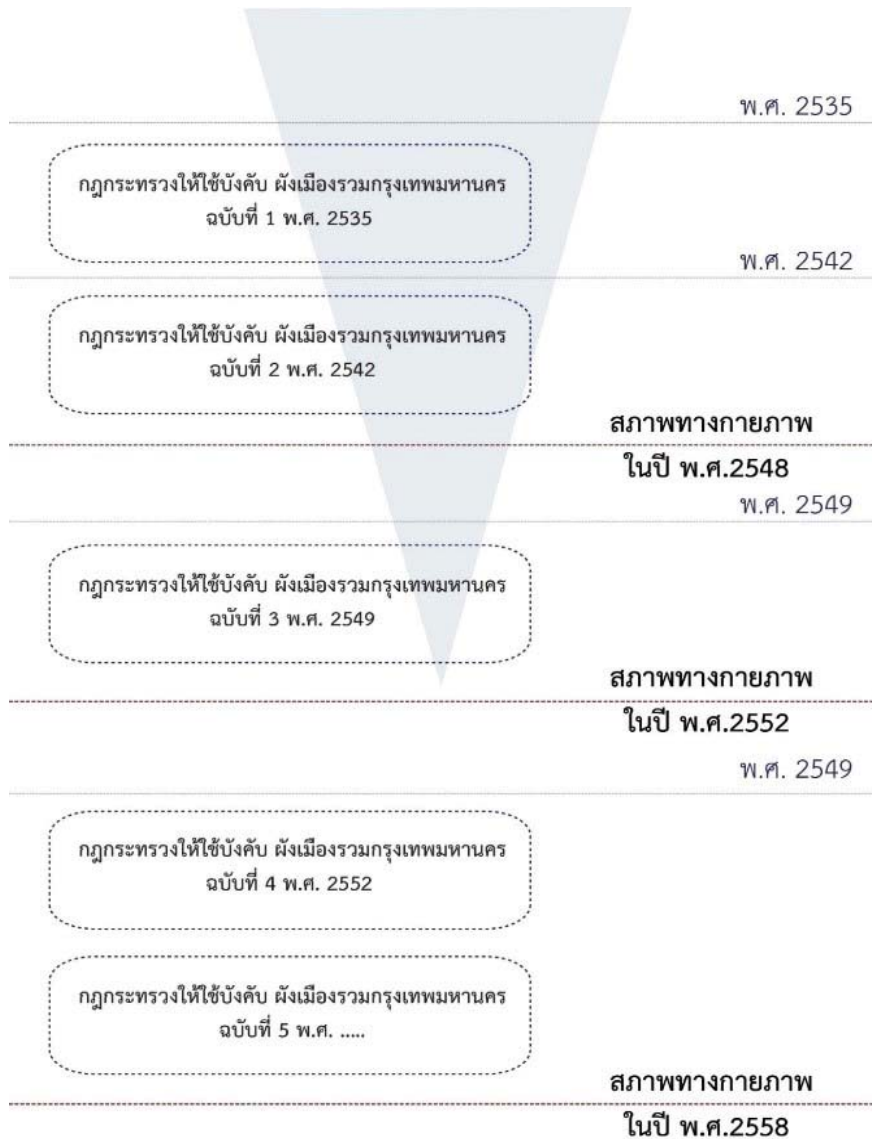 พ.ศ. 2535
กฎกระทรวงให้ใช้บังคับ ผังเมืองรวมกรุงเทพมหานคร
ฉบับที่ 1 พ.ศ. 2535
พ.ศ. 2542
กฎกระทรวงให้ใช้บังคับ ผังเมืองรวมกรุงเทพมหานคร
ฉบับที่ 2 พ.ศ. 2542
สภาพทางกายภาพ
ในปี พ.ศ.2548
พ.ศ. 2549
กฎกระทรวงให้ใช้บังคับ ผังเมืองรวมกรุงเทพมหานคร
ฉบับที่ 3 พ.ศ. 2549
สภาพทางกายภาพ
ในปี พ.ศ.2552
พ.ศ. 2549
กฎกระทรวงให้ใช้บังคับ ผังเมืองรวมกรุงเทพมหานคร
ฉบับที่ 4 พ.ศ. 2552
กฎกระทรวงให้ใช้บังคับ ผังเมืองรวมกรุงเทพมหานคร
ฉบับที่ 5 พ.ศ. .....
สภาพทางกายภาพ
ในปี พ.ศ.2558